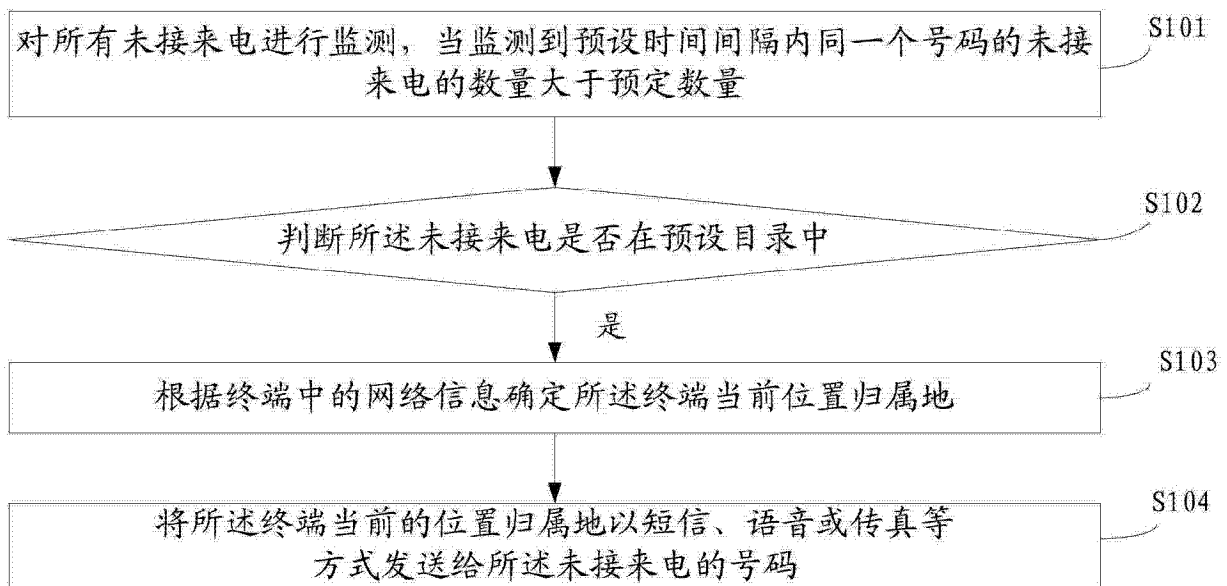 对所有未接来电进行监测，当监测到预设时间间隔内同一个号码的未接
来电的数量大于预定数量
S101
判断所述未接来电是否在预设目录中
S102
是
根据终端中的网络信息确定所述终端当前位置归属地
S103
将所述终端当前的位置归属地以短信、语音或传真等
方式发送给所述未接来电的号码
S104